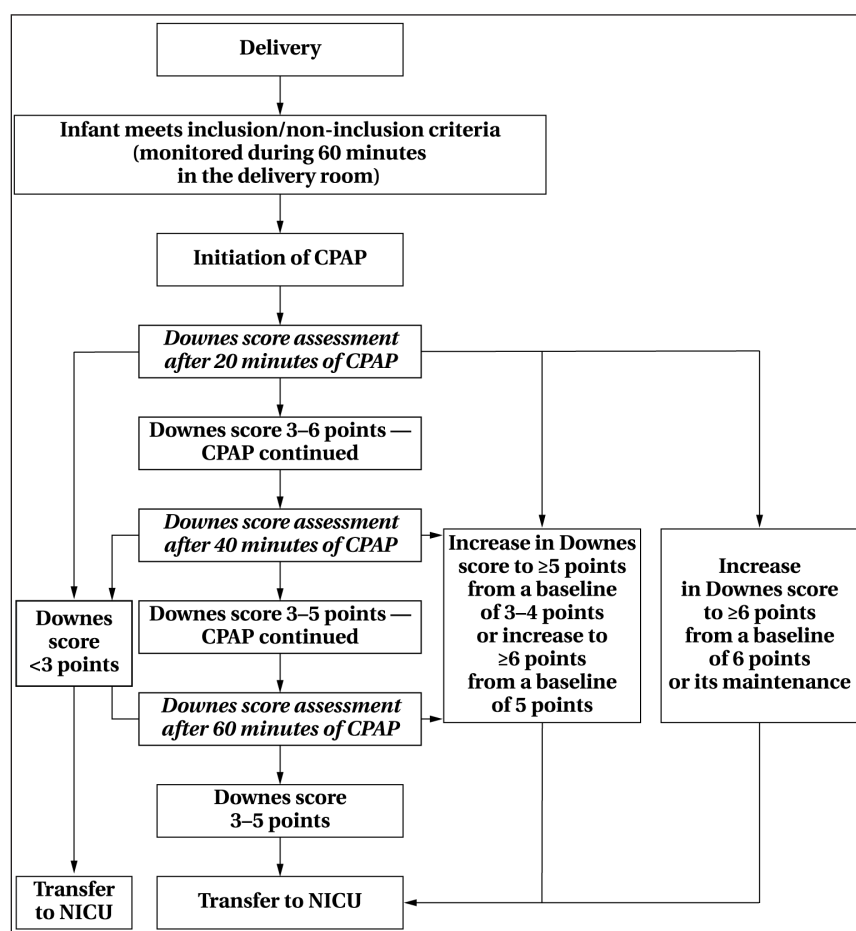 Delivery
Infant meets inclusion/non-inclusion criteria
(monitored during 60 minutes
in the delivery room)
Initiation of CPAP
Downes score assessment
after 20 minutes of CPAP
Downes score 3–6 points —
CPAP continued
Downes score assessment
after 40 minutes of CPAP
Downes score 3–5 points —
CPAP continued
Downes
score
<3 points
Downes score assessment
after 60 minutes of CPAP
Increase in Downes
score to ≥5 points
from a baseline
of 3–4 points
or increase to
≥6 points
from a baseline
of 5 points
Increase
in Downes score
to ≥6 points
from a baseline
of 6 points
or its maintenance
Downes score
3–5 points
Transfer
to NICU
Transfer to NICU